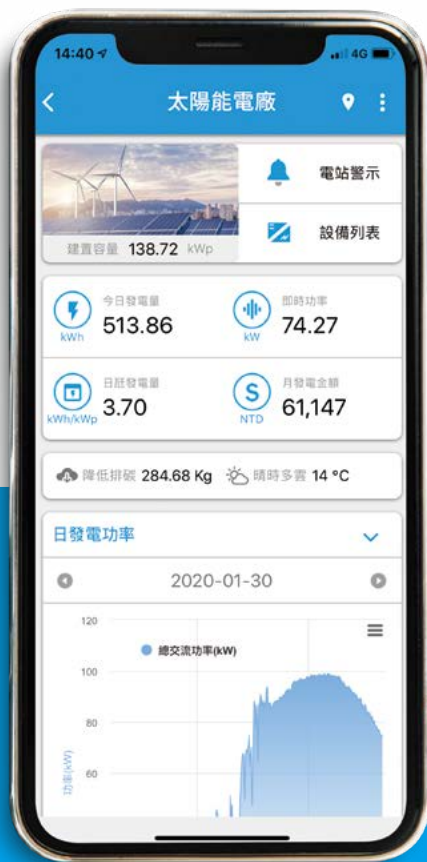 14:40 4G
太陽能電廠
電站警示
建置容量 138.72 kWp
設備列表
今日發電量
513.86
kWh
即時功率
74.27
kW
日鈺發電量
3.70
kWh/kWp
月發電金額
61,147
NTD
降低排碳 284.68 Kg 晴時多雲 14 °C
日發電功率
2020-01-30
120
總交流功率(kW)
100
80
功率(kW)
60